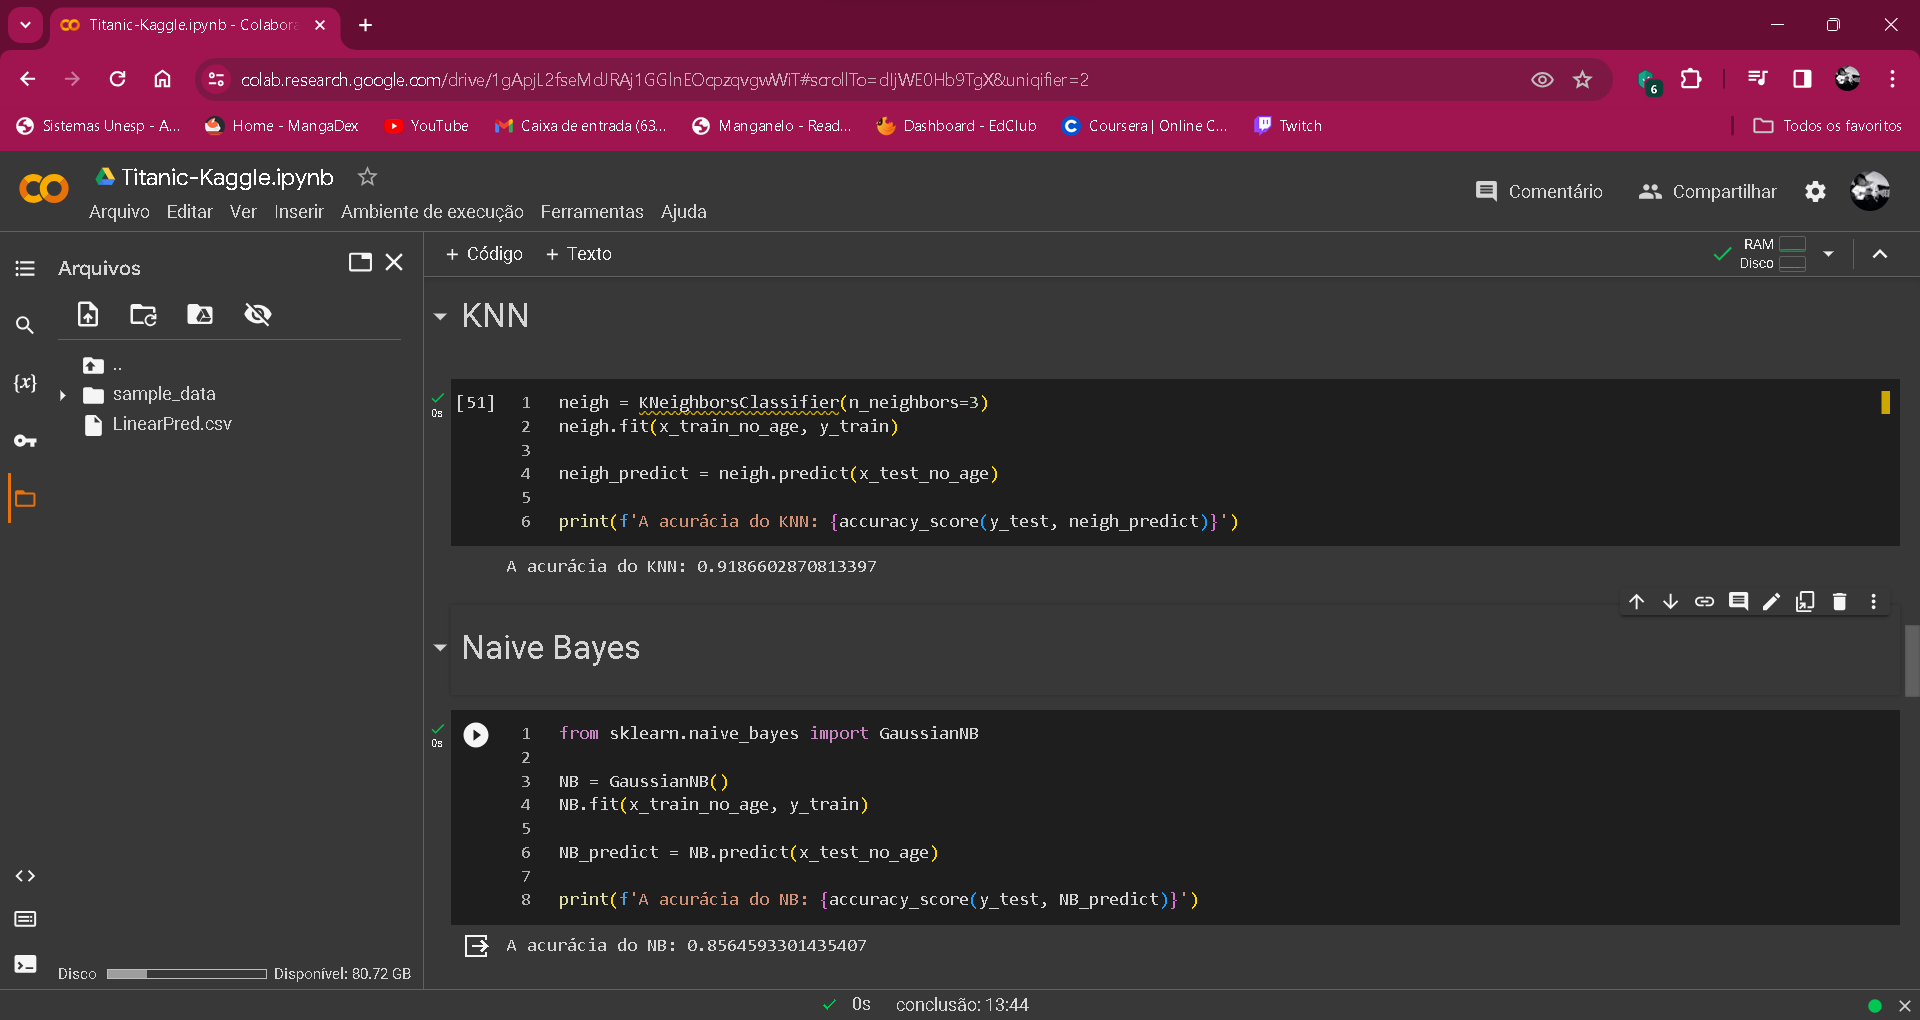 Titanic-Kaggle.ipynb - Colabora
colab.research.google.com/drive/1gApjL2fseMdJRAj1GGlnEOcpzqvgwWiT#scrollTo=dIjWE0Hb9TgX&uniqifier=2
6
Sistemas Unesp - A...
Home - MangaDex
YouTube
Caixa de entrada (63...
Manganelo - Read...
Dashboard - EdClub
Coursera | Online C...
Twitch
Todos os favoritos
Titanic-Kaggle.ipynb
Arquivo Editar Ver Inserir Ambiente de execução Ferramentas Ajuda
Comentário
Compartilhar
Arquivos
..
sample_data
LinearPred.csv
Disco
Disponível: 80.72 GB
+ Código + Texto
RAM
Disco
KNN
0s
[51]
1 neigh = KNeighborsClassifier(n_neighbors=3)
2 neigh.fit(x_train_no_age, y_train)
3
4 neigh_predict = neigh.predict(x_test_no_age)
5
6 print(f'A acurácia do KNN: {accuracy_score(y_test, neigh_predict)}')
A acurácia do KNN: 0.9186602870813397
Naive Bayes
0s
1 from sklearn.naive_bayes import GaussianNB
2
3 NB = GaussianNB()
4 NB.fit(x_train_no_age, y_train)
5
6 NB_predict = NB.predict(x_test_no_age)
7
8 print(f'A acurácia do NB: {accuracy_score(y_test, NB_predict)}')
A acurácia do NB: 0.8564593301435407
0s conclusão: 13:44